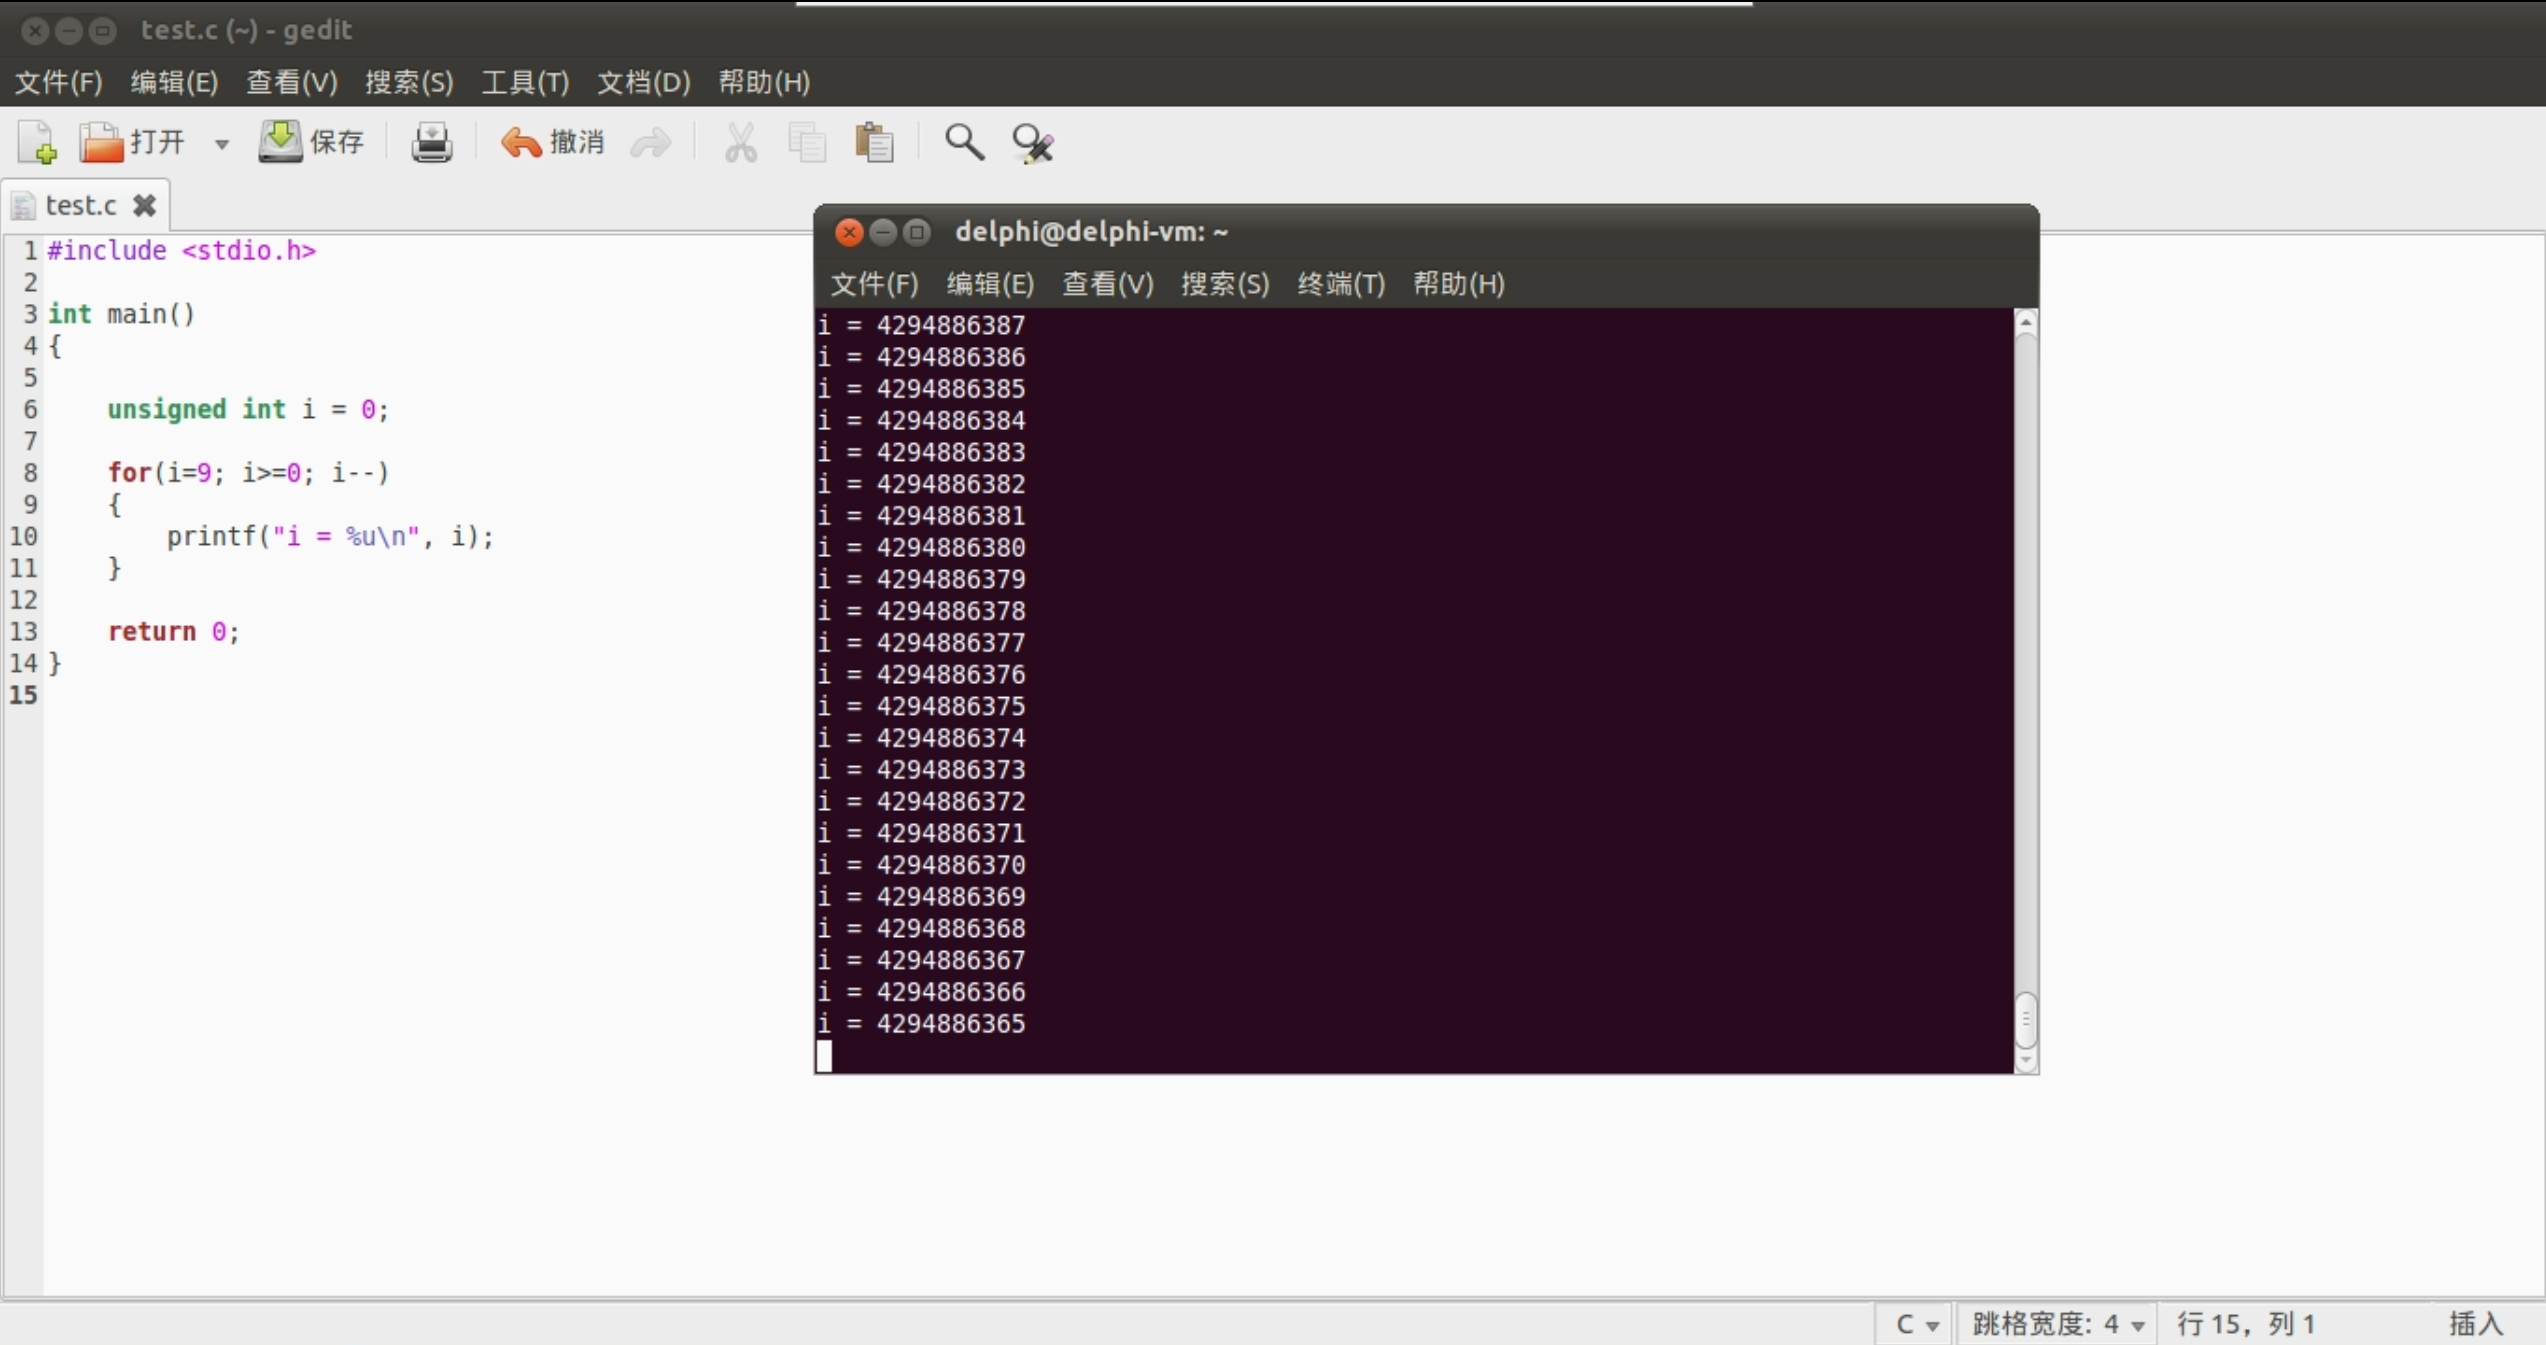 test.c (~) - gedit
文件(F) 编辑(E) 查看(V) 搜索(S) 工具(T) 文档(D) 帮助(H)
打开 保存 撤消
test.c
1 #include <stdio.h>
2
3 int main()
4 {
5
6     unsigned int i = 0;
7
8     for(i=9; i>=0; i--)
9     {
10         printf("i = %u\n", i);
11     }
12
13     return 0;
14 }
15
delphi@delphi-vm: ~
文件(F) 编辑(E) 查看(V) 搜索(S) 终端(T) 帮助(H)
i = 4294886387
i = 4294886386
i = 4294886385
i = 4294886384
i = 4294886383
i = 4294886382
i = 4294886381
i = 4294886380
i = 4294886379
i = 4294886378
i = 4294886377
i = 4294886376
i = 4294886375
i = 4294886374
i = 4294886373
i = 4294886372
i = 4294886371
i = 4294886370
i = 4294886369
i = 4294886368
i = 4294886367
i = 4294886366
i = 4294886365
C 跳格宽度: 4 行 15，列 1 插入